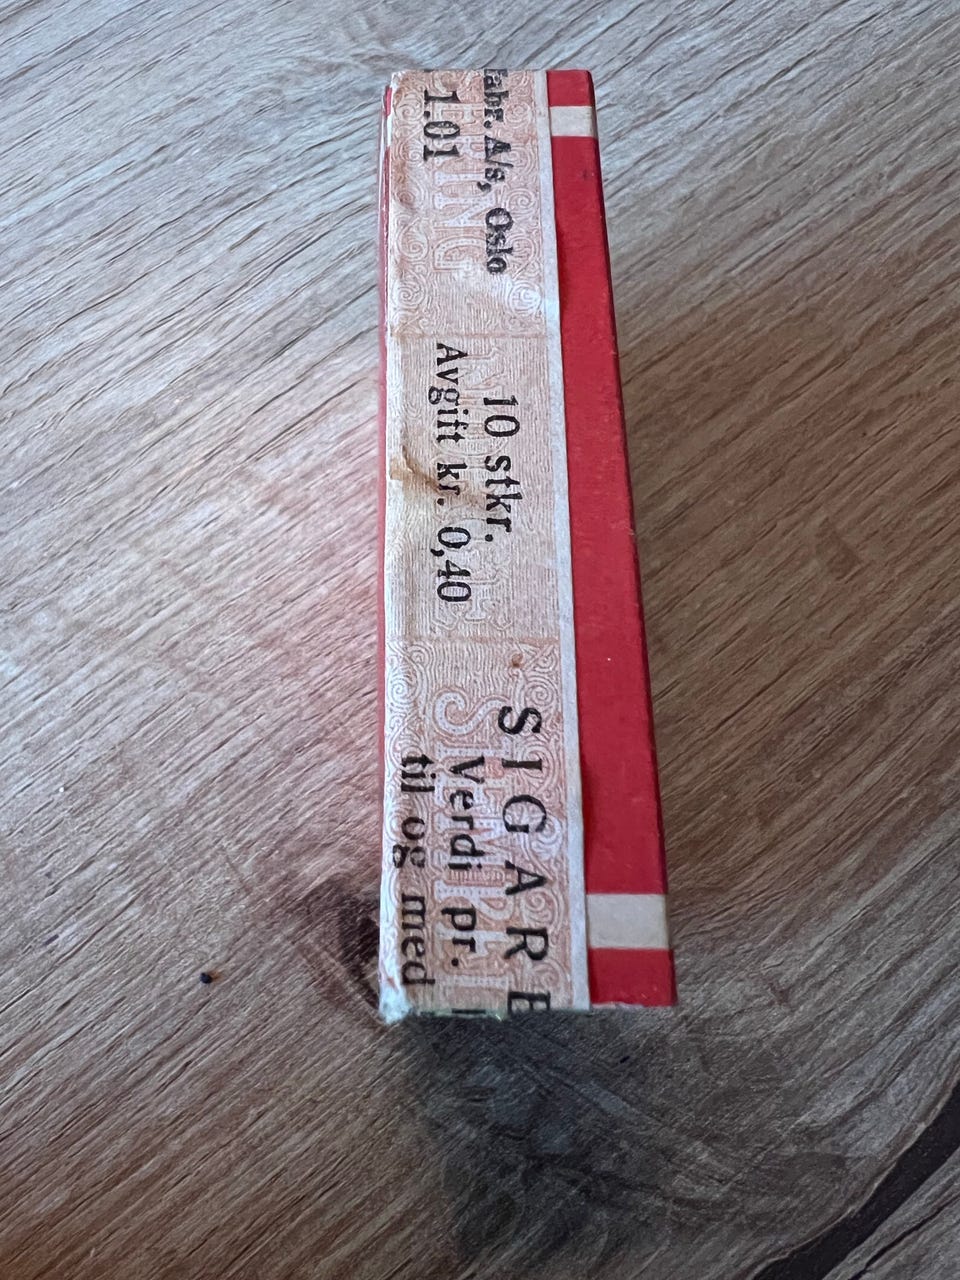 Fabr. A/s, Oslo
1.01
10 stkr.
Avgift kr. 0,40
SIGARE
Verdi pr.
til og med